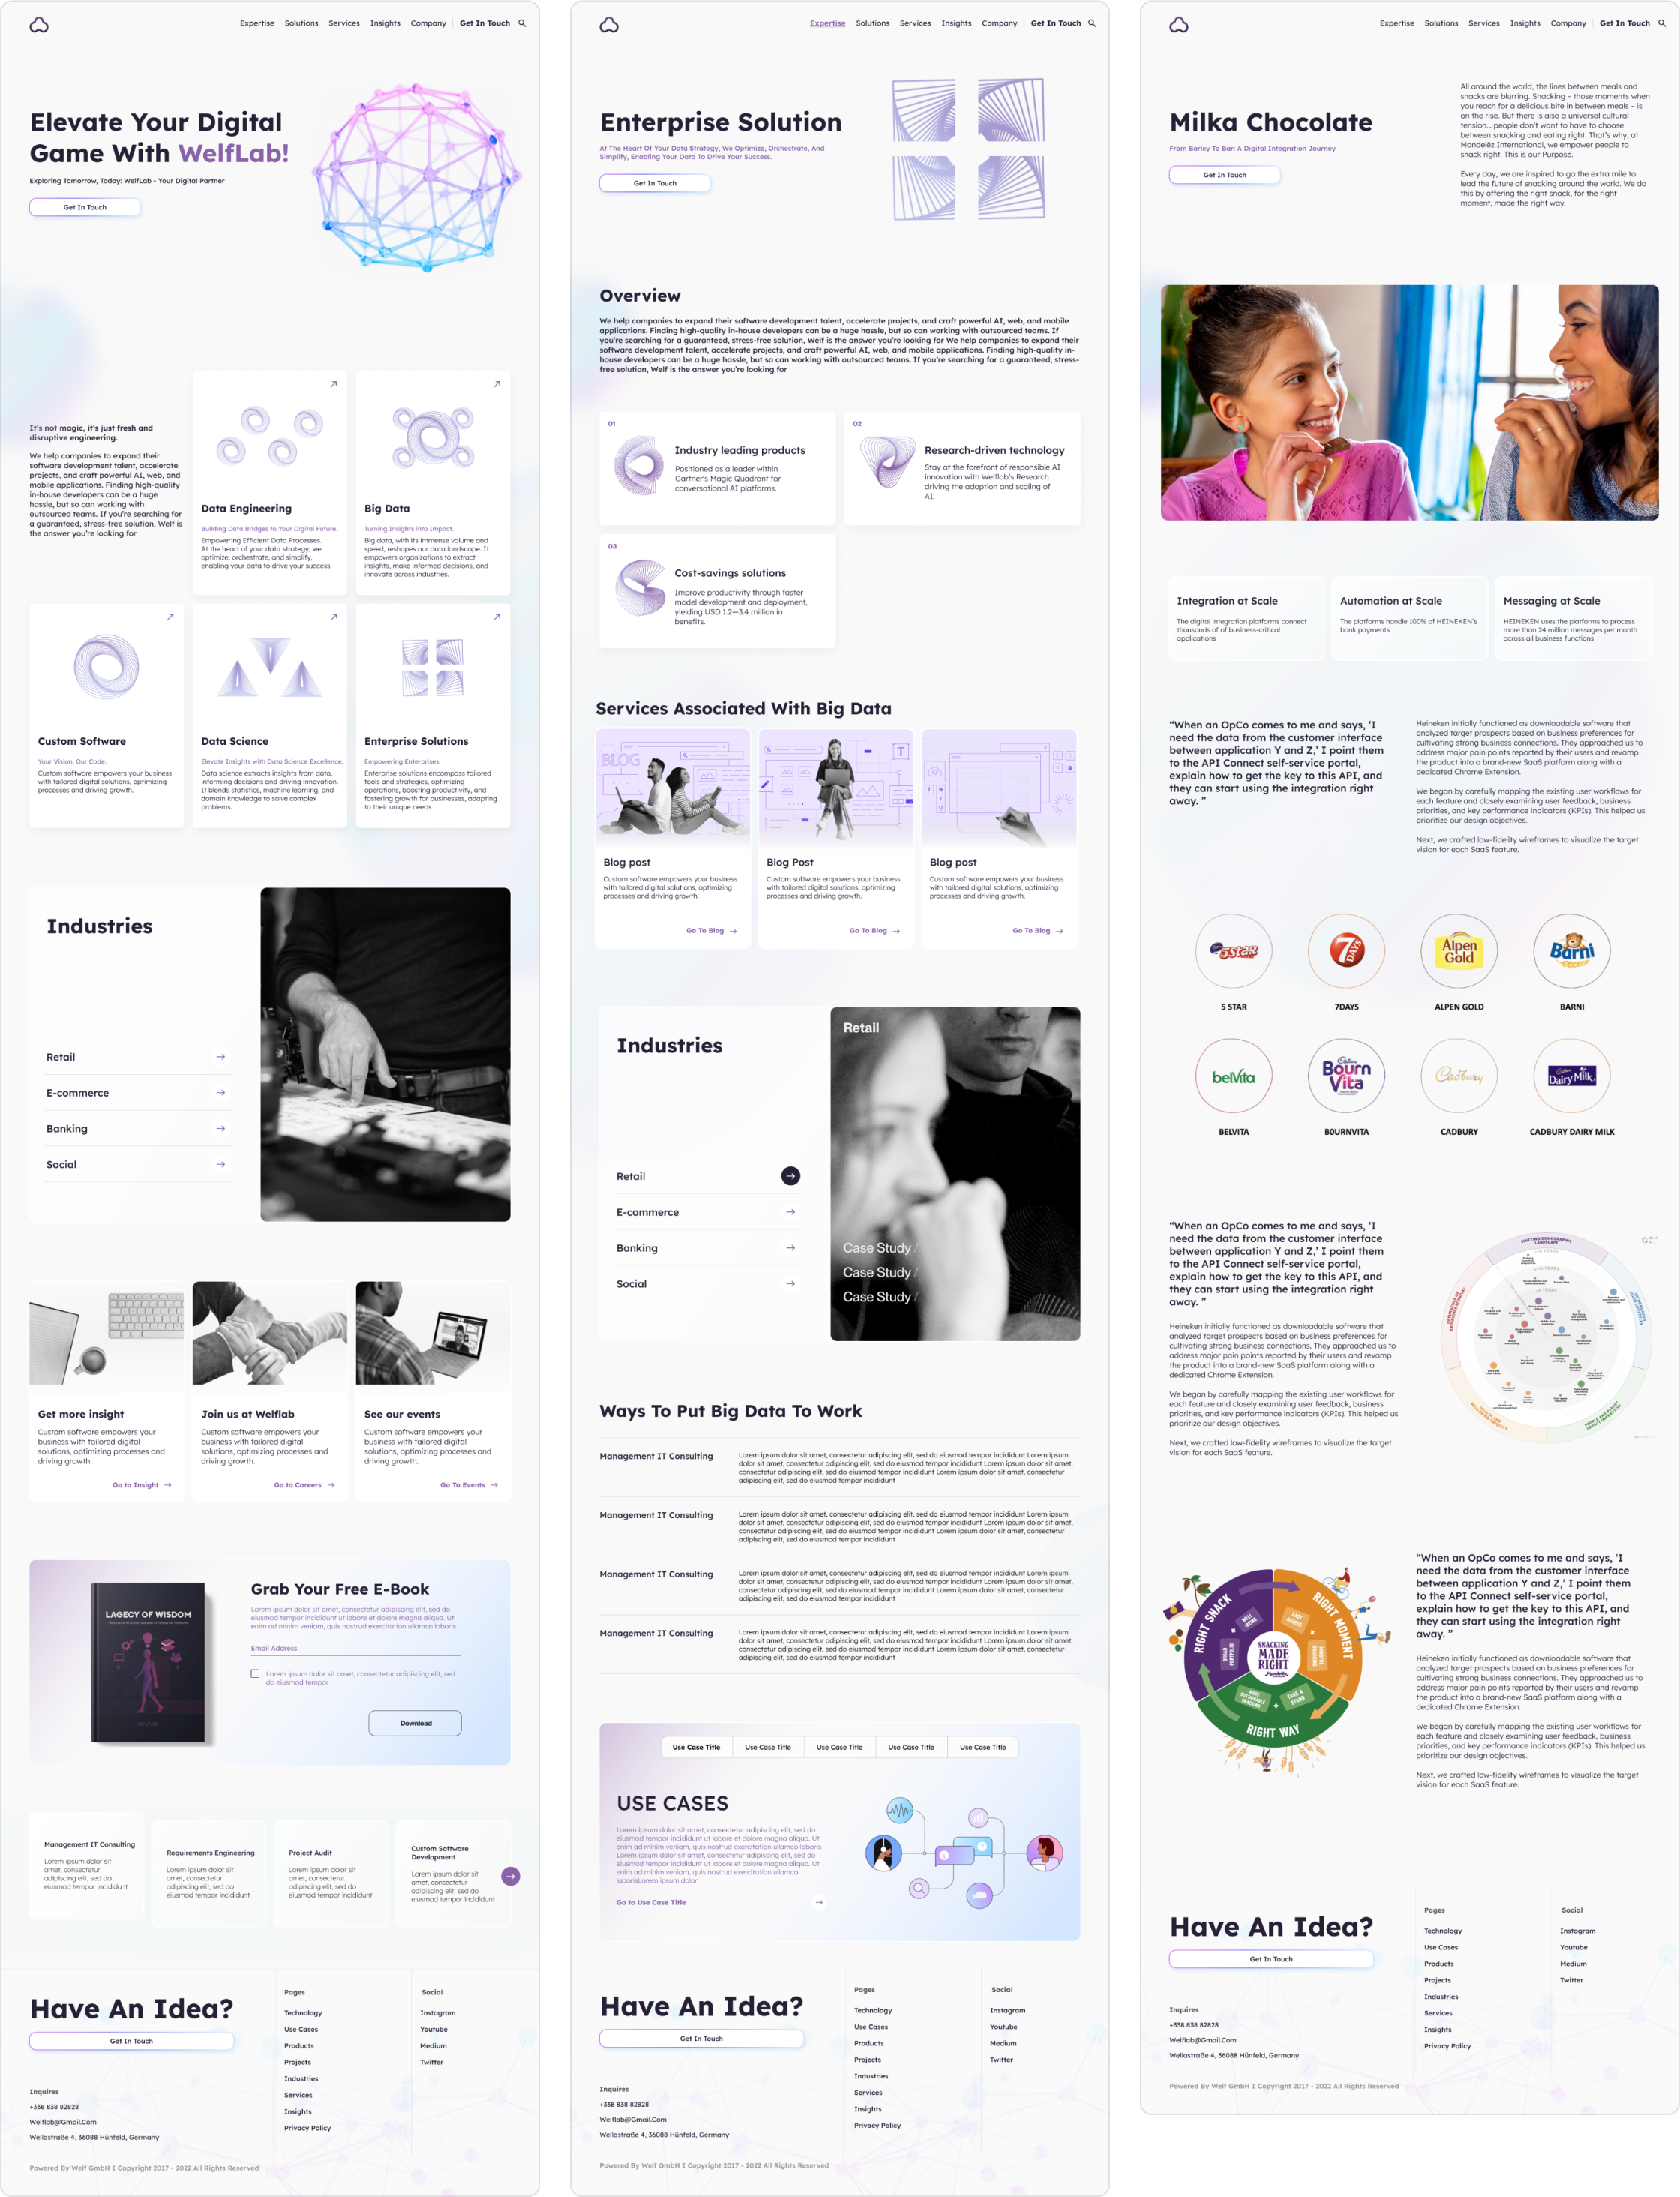 Expertise Solutions Services Insights Company Get In Touch
Elevate Your Digital
Game With WelfLab!
Exploring Tomorrow, Today: WelfLab - Your Digital Partner
Get In Touch
It's not magic, it's just fresh and
disruptive engineering.
We help companies to expand their
software development talent, accelerate
projects, and craft powerful AI, web, and
mobile applications. Finding high-quality
in-house developers can be a huge
hassle, but so can working with
outsourced teams. If you're searching for
a guaranteed, stress-free solution, Welf is
the answer you're looking for
Data Engineering
Building Data Bridges to Your Digital Future.
Empowering Efficient Data Processes.
At the heart of your data strategy, we
optimize, orchestrate, and simplify,
enabling your data to drive your success.
Big Data
Turning Insights into Impact.
Big data, with its immense volume and
speed, reshapes our data landscape. It
empowers organizations to extract
insights, make informed decisions, and
innovate across industries.
Custom Software
Your Vision, Our Code.
Custom software empowers your business
with tailored digital solutions, optimizing
processes and driving growth.
Data Science
Elevate Insights with Data Science Excellence.
Data science extracts insights from data,
informing decisions and driving innovation.
It blends statistics, machine learning, and
domain knowledge to solve complex
problems.
Enterprise Solutions
Empowering Enterprises.
Enterprise solutions encompass tailored
tools and strategies, optimizing
operations, boosting productivity, and
fostering growth for businesses, adapting
to their unique needs
Industries
Retail
E-commerce
Banking
Social
Get more insight
Custom software empowers your
business with tailored digital
solutions, optimizing processes and
driving growth.
Go to Insight
Join us at Welflab
Custom software empowers your
business with tailored digital
solutions, optimizing processes and
driving growth.
Go to Careers
See our events
Custom software empowers your
business with tailored digital
solutions, optimizing processes and
driving growth.
Go To Events
LAGECY OF WISDOM
WELFLAB
Grab Your Free E-Book
Lorem ipsum dolor sit amet, consectetur adipiscing elit, sed do
eiusmod tempor incididunt ut labore et dolore magna aliqua. Ut
enim ad minim veniam, quis nostrud exercitation ullamco laboris
Email Address
Lorem ipsum dolor sit amet, consectetur adipiscing elit, sed
do eiusmod tempor
Download
Management IT Consulting
Lorem ipsum dolor sit
amet, consectetur
adipiscing elit, sed do
eiusmod tempor incididunt
Requirements Engineering
Lorem ipsum dolor sit
amet, consectetur
adipiscing elit, sed do
eiusmod tempor incididunt
Project Audit
Lorem ipsum dolor sit
amet, consectetur
adipiscing elit, sed do
eiusmod tempor incididunt
Custom Software
Development
Lorem ipsum dolor sit
amet, consectetur
adipiscing elit, sed do
eiusmod tempor incididunt
Have An Idea?
Get In Touch
Inquires
+338 838 82828
Welflab@Gmail.Com
Wellastraße 4, 36088 Hünfeld, Germany
Pages
Technology
Use Cases
Products
Projects
Industries
Services
Insights
Privacy Policy
Social
Instagram
Youtube
Medium
Twitter
Powered By Welf GmbH I Copyright 2017 - 2022 All Rights Reserved
Expertise Solutions Services Insights Company Get In Touch
Enterprise Solution
At The Heart Of Your Data Strategy, We Optimize, Orchestrate, And
Simplify, Enabling Your Data To Drive Your Success.
Get In Touch
Overview
We help companies to expand their software development talent, accelerate projects, and craft powerful AI, web, and mobile
applications. Finding high-quality in-house developers can be a huge hassle, but so can working with outsourced teams. If
you're searching for a guaranteed, stress-free solution, Welf is the answer you're looking for We help companies to expand their
software development talent, accelerate projects, and craft powerful AI, web, and mobile applications. Finding high-quality in-
house developers can be a huge hassle, but so can working with outsourced teams. If you're searching for a guaranteed, stress-
free solution, Welf is the answer you're looking for
01
Industry leading products
Positioned as a leader within
Gartner's Magic Quadrant for
conversational AI platforms.
02
Research-driven technology
Stay at the forefront of responsible AI
innovation with Welflab's Research
driving the adoption and scaling of
AI.
03
Cost-savings solutions
Improve productivity through faster
model development and deployment,
yielding USD 1.2—3.4 million in
benefits.
Services Associated With Big Data
BLOG
Blog post
Custom software empowers your business
with tailored digital solutions, optimizing
processes and driving growth.
Go To Blog
T
Blog Post
Custom software empowers your business
with tailored digital solutions, optimizing
processes and driving growth.
Go To Blog
T B I U
Blog post
Custom software empowers your business
with tailored digital solutions, optimizing
processes and driving growth.
Go To Blog
Industries
Retail
E-commerce
Banking
Social
Retail
Case Study /
Case Study /
Case Study /
Ways To Put Big Data To Work
Management IT Consulting
Lorem ipsum dolor sit amet, consectetur adipiscing elit, sed do eiusmod tempor incididunt Lorem ipsum
dolor sit amet, consectetur adipiscing elit, sed do eiusmod tempor incididunt Lorem ipsum dolor sit amet,
consectetur adipiscing elit, sed do eiusmod tempor incididunt Lorem ipsum dolor sit amet, consectetur
adipiscing elit, sed do eiusmod tempor incididunt
Management IT Consulting
Lorem ipsum dolor sit amet, consectetur adipiscing elit, sed do eiusmod tempor incididunt Lorem ipsum
dolor sit amet, consectetur adipiscing elit, sed do eiusmod tempor incididunt Lorem ipsum dolor sit amet,
consectetur adipiscing elit, sed do eiusmod tempor incididunt Lorem ipsum dolor sit amet, consectetur
adipiscing elit, sed do eiusmod tempor incididunt
Management IT Consulting
Lorem ipsum dolor sit amet, consectetur adipiscing elit, sed do eiusmod tempor incididunt Lorem ipsum
dolor sit amet, consectetur adipiscing elit, sed do eiusmod tempor incididunt Lorem ipsum dolor sit amet,
consectetur adipiscing elit, sed do eiusmod tempor incididunt Lorem ipsum dolor sit amet, consectetur
adipiscing elit, sed do eiusmod tempor incididunt
Management IT Consulting
Lorem ipsum dolor sit amet, consectetur adipiscing elit, sed do eiusmod tempor incididunt Lorem ipsum
dolor sit amet, consectetur adipiscing elit, sed do eiusmod tempor incididunt Lorem ipsum dolor sit amet,
consectetur adipiscing elit, sed do eiusmod tempor incididunt Lorem ipsum dolor sit amet, consectetur
adipiscing elit, sed do eiusmod tempor incididunt
Use Case Title Use Case Title Use Case Title Use Case Title Use Case Title
USE CASES
Lorem ipsum dolor sit amet, consectetur adipiscing elit, sed do
eiusmod tempor incididunt ut labore et dolore magna aliqua. Ut
enim ad minim veniam, quis nostrud exercitation ullamco laboris
Lorem ipsum dolor sit amet, consectetur adipiscing elit, sed do
eiusmod tempor incididunt ut labore et dolore magna aliqua. Ut
enim ad minim veniam, quis nostrud exercitation ullamco
laborisLorem ipsum dolor
Go to Use Case Title
Have An Idea?
Get In Touch
Inquires
+338 838 82828
Welflab@Gmail.Com
Wellastraße 4, 36088 Hünfeld, Germany
Pages
Technology
Use Cases
Products
Projects
Industries
Services
Insights
Privacy Policy
Social
Instagram
Youtube
Medium
Twitter
Powered By Welf GmbH I Copyright 2017 - 2022 All Rights Reserved
Expertise Solutions Services Insights Company Get In Touch
Milka Chocolate
From Barley To Bar: A Digital Integration Journey
Get In Touch
All around the world, the lines between meals and
snacks are blurring. Snacking – those moments when
you reach for a delicious bite in between meals – is
on the rise. But there is also a universal cultural
tension... people don't want to have to choose
between snacking and eating right. That's why, at
Mondelēz International, we empower people to
snack right. This is our Purpose.
Every day, we are inspired to go the extra mile to
lead the future of snacking around the world. We do
this by offering the right snack, for the right
moment, made the right way.
Integration at Scale
The digital integration platforms connect
thousands of of business-critical
applications
Automation at Scale
The platforms handle 100% of HEINEKEN's
bank payments
Messaging at Scale
HEINEKEN uses the platforms to process
more than 24 million messages per month
across all business functions
“When an OpCo comes to me and says, ‘I
need the data from the customer interface
between application Y and Z,’ I point them
to the API Connect self-service portal,
explain how to get the key to this API, and
they can start using the integration right
away. ”
Heineken initially functioned as downloadable software that
analyzed target prospects based on business preferences for
cultivating strong business connections. They approached us to
address major pain points reported by their users and revamp
the product into a brand-new SaaS platform along with a
dedicated Chrome Extension.
We began by carefully mapping the existing user workflows for
each feature and closely examining user feedback, business
priorities, and key performance indicators (KPIs). This helped us
prioritize our design objectives.
Next, we crafted low-fidelity wireframes to visualize the target
vision for each SaaS feature.
5Star
7 DAYS
Alpen Gold
Barni
5 STAR
7DAYS
ALPEN GOLD
BARNI
belVita
Cadbury Bourn Vita
Cadbury
Cadbury Dairy Milk
BELVITA
B0URNVITA
CADBURY
CADBURY DAIRY MILK
“When an OpCo comes to me and says, ‘I
need the data from the customer interface
between application Y and Z,’ I point them
to the API Connect self-service portal,
explain how to get the key to this API, and
they can start using the integration right
away. ”
Heineken initially functioned as downloadable software that
analyzed target prospects based on business preferences for
cultivating strong business connections. They approached us to
address major pain points reported by their users and revamp
the product into a brand-new SaaS platform along with a
dedicated Chrome Extension.
We began by carefully mapping the existing user workflows for
each feature and closely examining user feedback, business
priorities, and key performance indicators (KPIs). This helped us
prioritize our design objectives.
Next, we crafted low-fidelity wireframes to visualize the target
vision for each SaaS feature.
SHIFTING DEMOGRAPHIC
LANDSCAPE
RIGHT SNACK
RIGHT MOMENT
RIGHT WAY
WELL BEING
BROAD PORTFOLIO
EASY ACCESS
MINDFUL SNACKING
MORE SUSTAINABLE SNACKING
TAKE A STAND
SNACKING
MADE
RIGHT
Mondelēz
“When an OpCo comes to me and says, ‘I
need the data from the customer interface
between application Y and Z,’ I point them
to the API Connect self-service portal,
explain how to get the key to this API, and
they can start using the integration right
away. ”
Heineken initially functioned as downloadable software that
analyzed target prospects based on business preferences for
cultivating strong business connections. They approached us to
address major pain points reported by their users and revamp
the product into a brand-new SaaS platform along with a
dedicated Chrome Extension.
We began by carefully mapping the existing user workflows for
each feature and closely examining user feedback, business
priorities, and key performance indicators (KPIs). This helped us
prioritize our design objectives.
Next, we crafted low-fidelity wireframes to visualize the target
vision for each SaaS feature.
Have An Idea?
Get In Touch
Inquires
+338 838 82828
Welflab@Gmail.Com
Wellastraße 4, 36088 Hünfeld, Germany
Pages
Technology
Use Cases
Products
Projects
Industries
Services
Insights
Privacy Policy
Social
Instagram
Youtube
Medium
Twitter
Powered By Welf GmbH I Copyright 2017 - 2022 All Rights Reserved